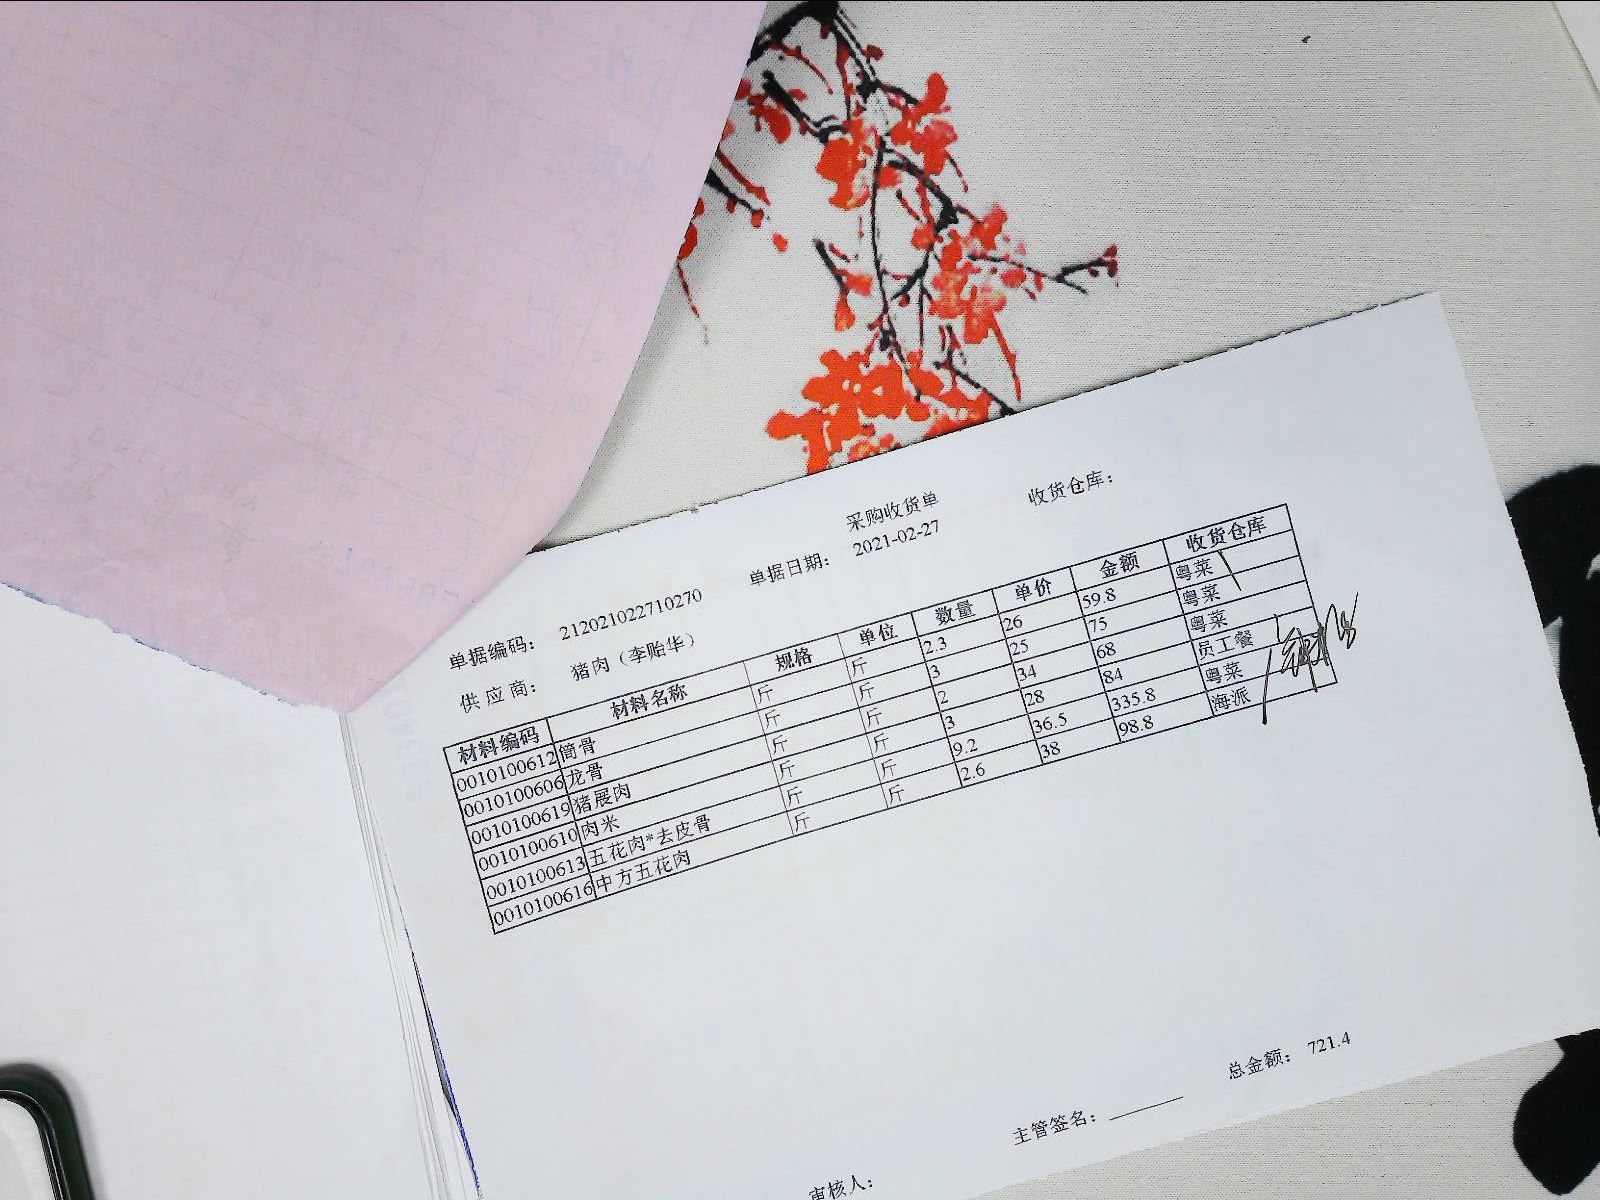 采购收货单
收货仓库：
单据编码： 212021022710270 单据日期： 2021-02-27
供 应 商： 猪肉（李贻华）
材料编码 材料名称 规格 单位 数量 单价 金额 收货仓库
0010100612 筒骨 斤 斤 2.3 26 59.8 粤菜
0010100606 龙骨 斤 斤 3 25 75 粤菜
0010100619 猪展肉 斤 斤 2 34 68 粤菜
0010100610 肉米 斤 斤 3 28 84 员工餐
0010100613 五花肉*去皮骨 斤 斤 9.2 36.5 335.8 粤菜
0010100616 中方五花肉 斤 斤 2.6 38 98.8 海派
总金额： 721.4
主管签名：
审核人：